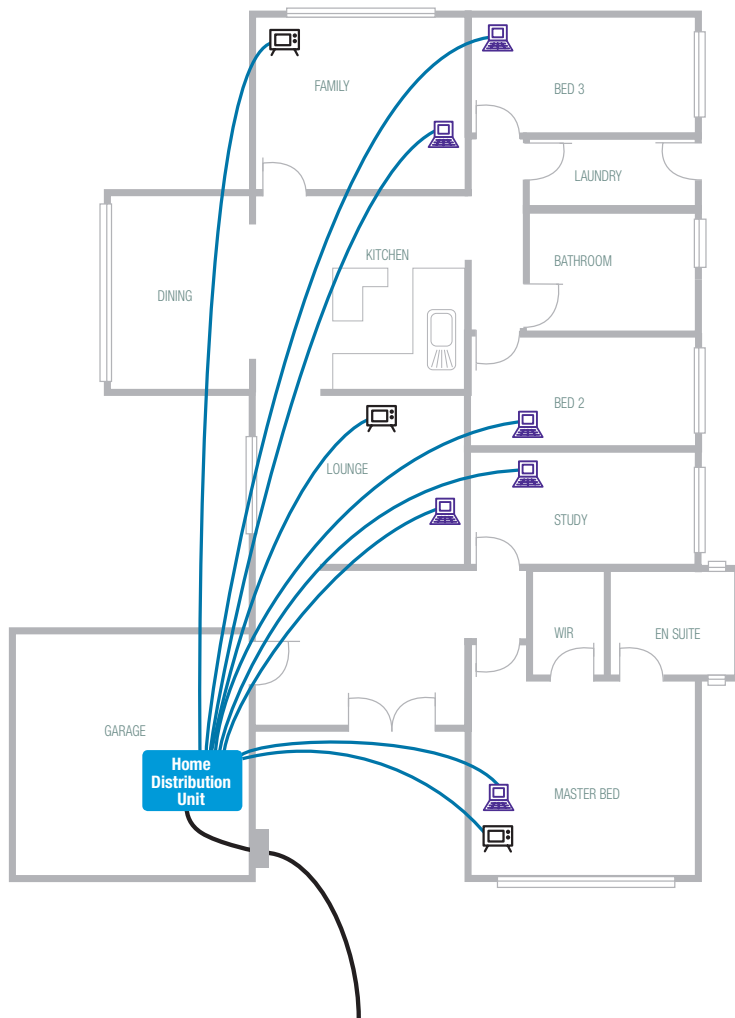 FAMILY
BED 3
LAUNDRY
KITCHEN
BATHROOM
DINING
BED 2
LOUNGE
STUDY
WIR
EN SUITE
GARAGE
Home
Distribution
Unit
MASTER BED